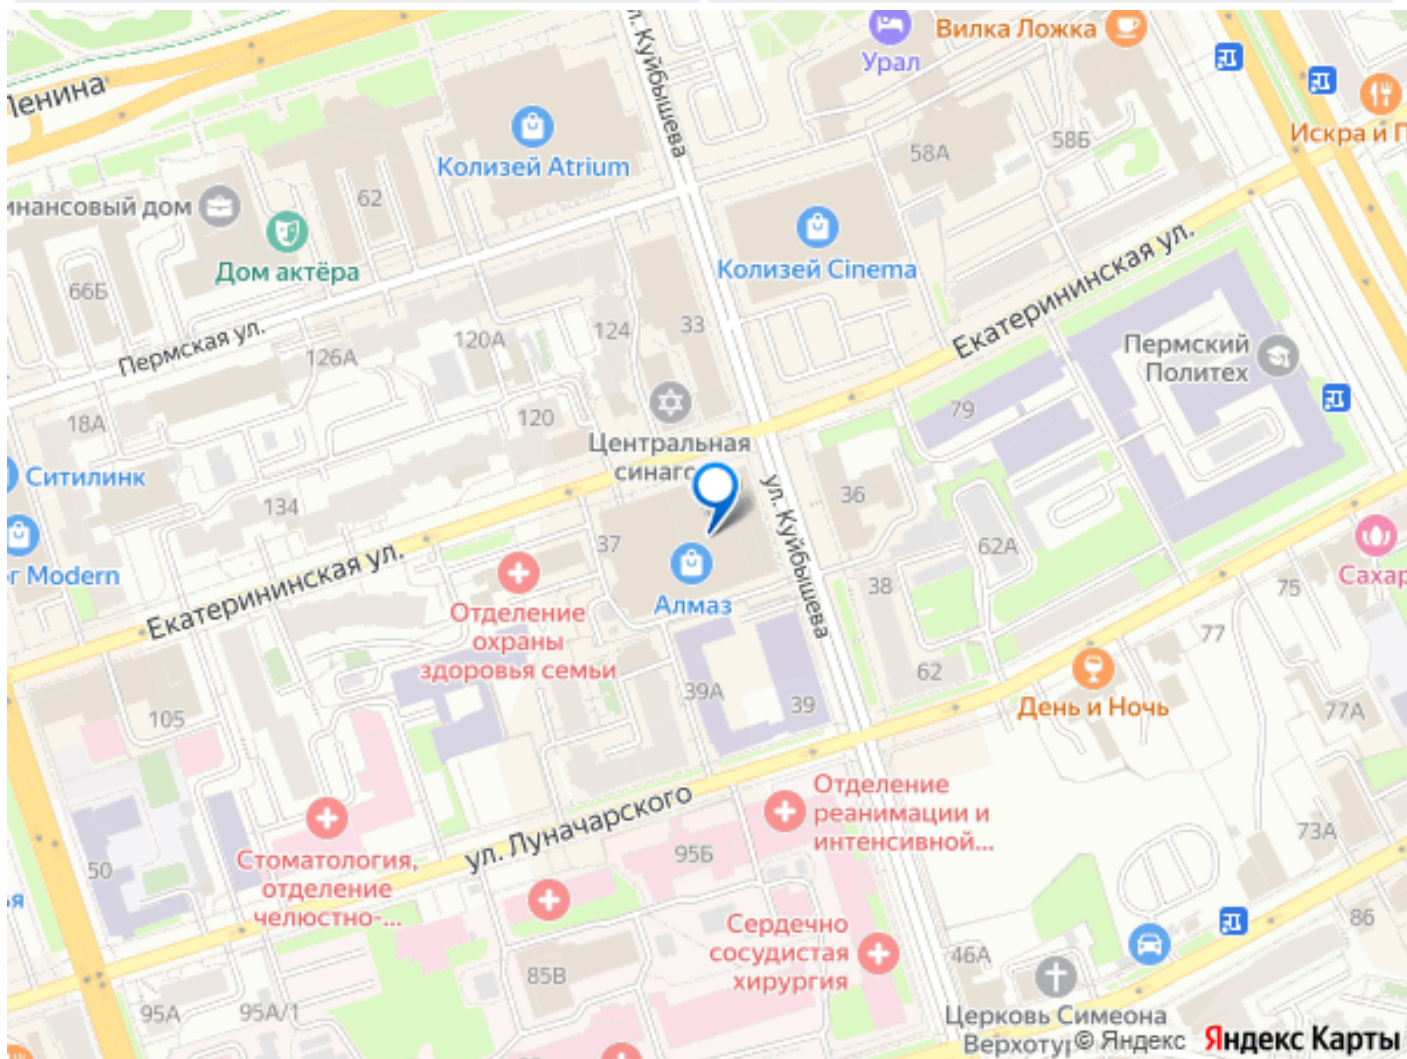 Вилка Ложка
Урал
ул. Куйбышева
Ленина
Искра и П
Колизей Atrium
58Б
58А
62
инансовый дом
Дом актёра
Колизей Cinema
Екатерининская ул.
66Б
Пермская ул.
120А
124
33
126А
Пермский
Политех
18А
120
79
Центральная
синаго
Ситилинк
134
ул. Куйбышева
36
37
62А
Modern
Екатерининская ул.
Алмаз
38
75
Сахар
Отделение
охраны
здоровья семьи
77
62
39А
39
День и Ночь
77А
105
Отделение
реанимации и
интенсивной...
ул. Луначарского
73А
95Б
50
Стоматология,
отделение
челюстно-...
ья
86
Сердечно
сосудистая
хирургия
46А
85В
95А
95А/1
Церковь Симеона
Верхоту
© Яндекс Яндекс Карты